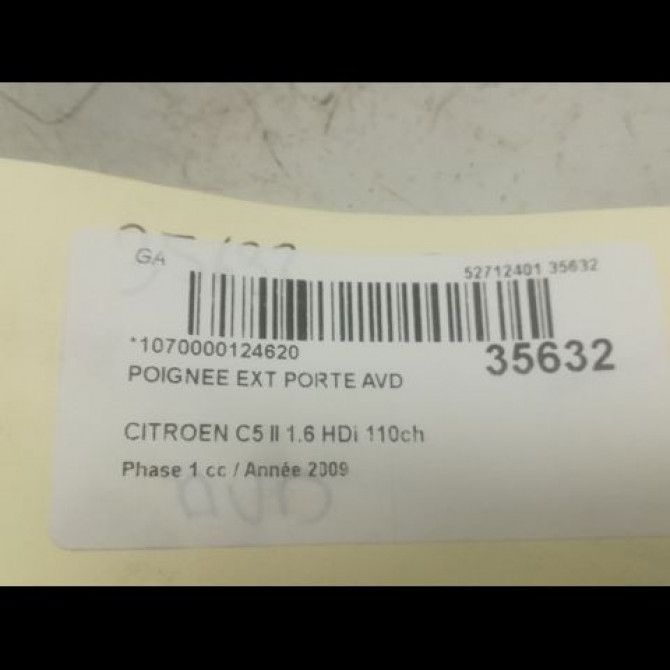 GA
52712401 35632
*1070000124620
35632
POIGNEE EXT PORTE AVD
CITROEN C5 II 1.6 HDi 110ch
Phase 1 cc / Année 2009